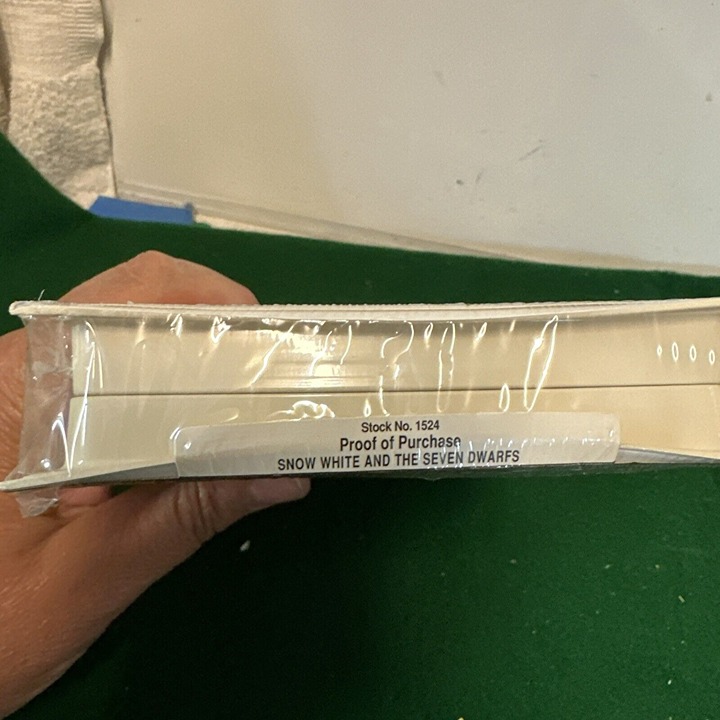 Stock No. 1524
Proof of Purchase
SNOW WHITE AND THE SEVEN DWARFS